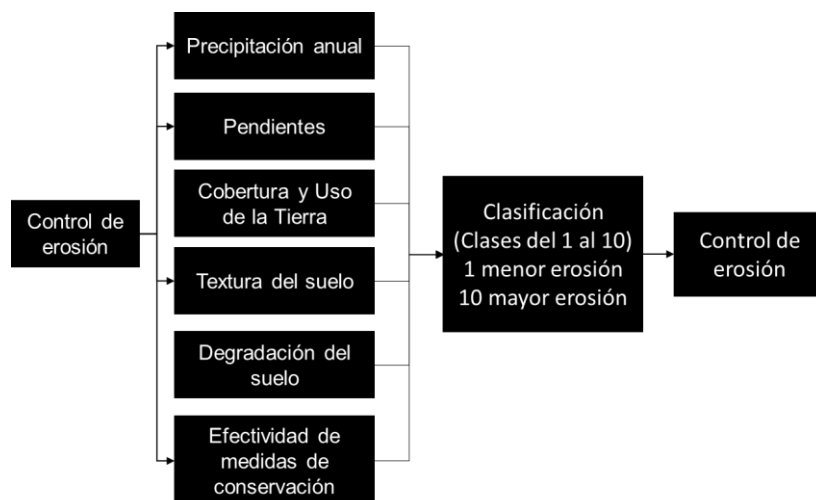 Control de
erosión
Precipitación anual
Pendientes
Cobertura y Uso
de la Tierra
Textura del suelo
Degradación del
suelo
Efectividad de
medidas de
conservación
Clasificación
(Clases del 1 al 10)
1 menor erosión
10 mayor erosión
Control de
erosión